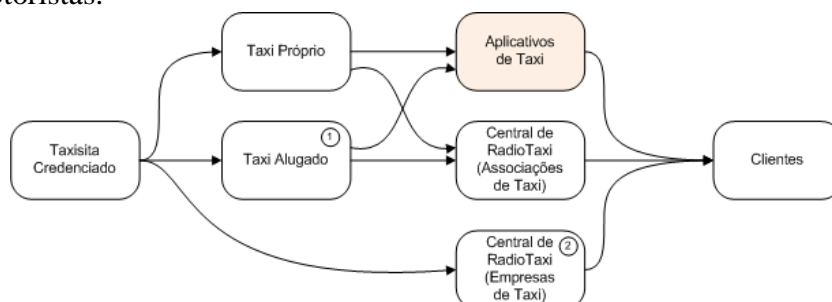 Taxi Próprio
Aplicativos
de Taxi
Taxisita
Credenciado
1
Taxi Alugado
Central de
RadioTaxi
(Associações
de Taxi)
Clientes
Central de
2
RadioTaxi
(Empresas
de Taxi)